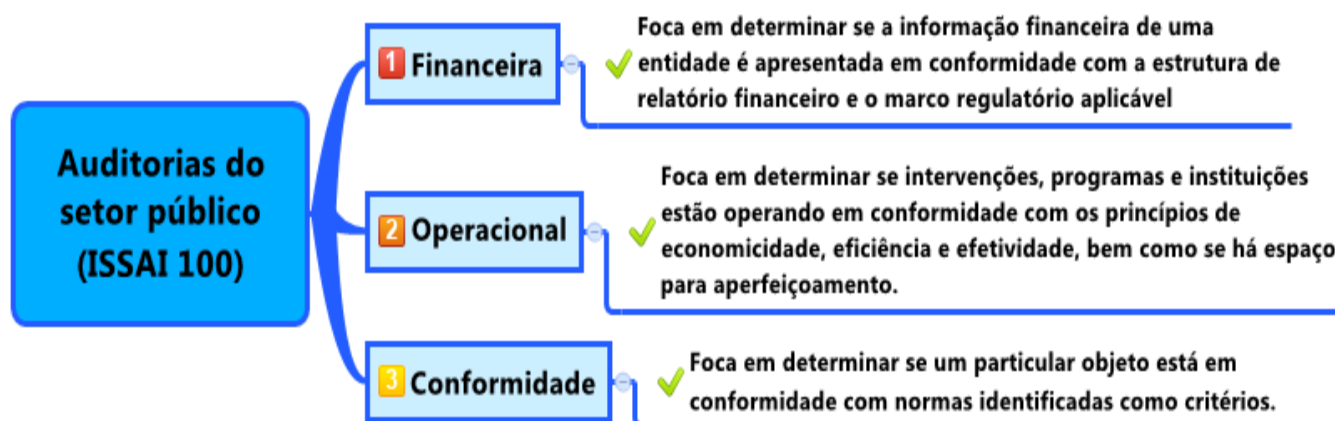 Auditorias do
setor público
(ISSAI 100)
1 Financeira
Foca em determinar se a informação financeira de uma
entidade é apresentada em conformidade com a estrutura de
relatório financeiro e o marco regulatório aplicável
2 Operacional
Foca em determinar se intervenções, programas e instituições
estão operando em conformidade com os princípios de
economicidade, eficiência e efetividade, bem como se há espaço
para aperfeiçoamento.
3 Conformidade
Foca em determinar se um particular objeto está em
conformidade com normas identificadas como critérios.